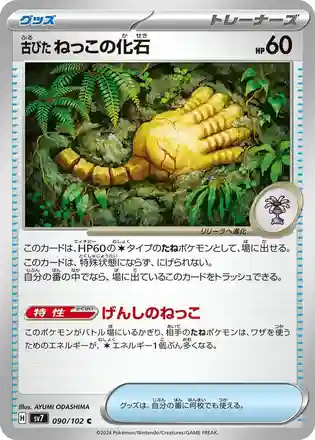 グッズ
トレーナーズ
古びた ねっこの化石
ふる かせき
HP 60
リリーラへ進化
このカードは、HP60の タイプのたねポケモンとして、場に出せる。
このカードは、特殊状態にならず、にげられない。
自分の番の中でなら、場に出ているこのカードをトラッシュできる。
特性 げんしのねっこ
このポケモンがバトル場にいるかぎり、相手のたねポケモンは、ワザを使う
ためのエネルギーが エネルギー1個ぶん多くなる。
Illus. AYUMI ODASHIMA
H sv7 090/102 C
グッズは、自分の番に何枚でも使える。
©2024 Pokémon/Nintendo/Creatures/GAME FREAK.